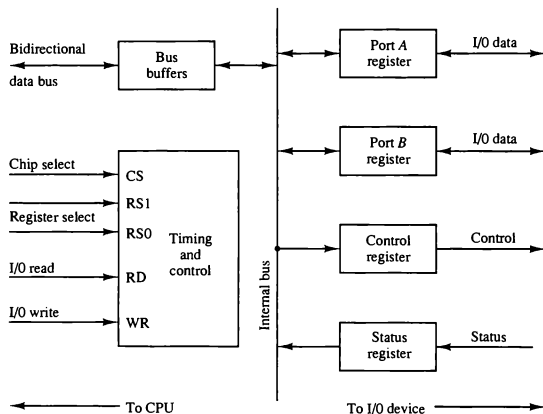 Bidirectional
data bus
Bus
buffers
Port A
register
I/0 data
Port B
register
I/0 data
Chip select
CS
RS1
Register select
RS0
Timing
and
control
I/0 read
RD
I/0 write
WR
Internal bus
Control
register
Control
Status
register
Status
To CPU
To I/0 device